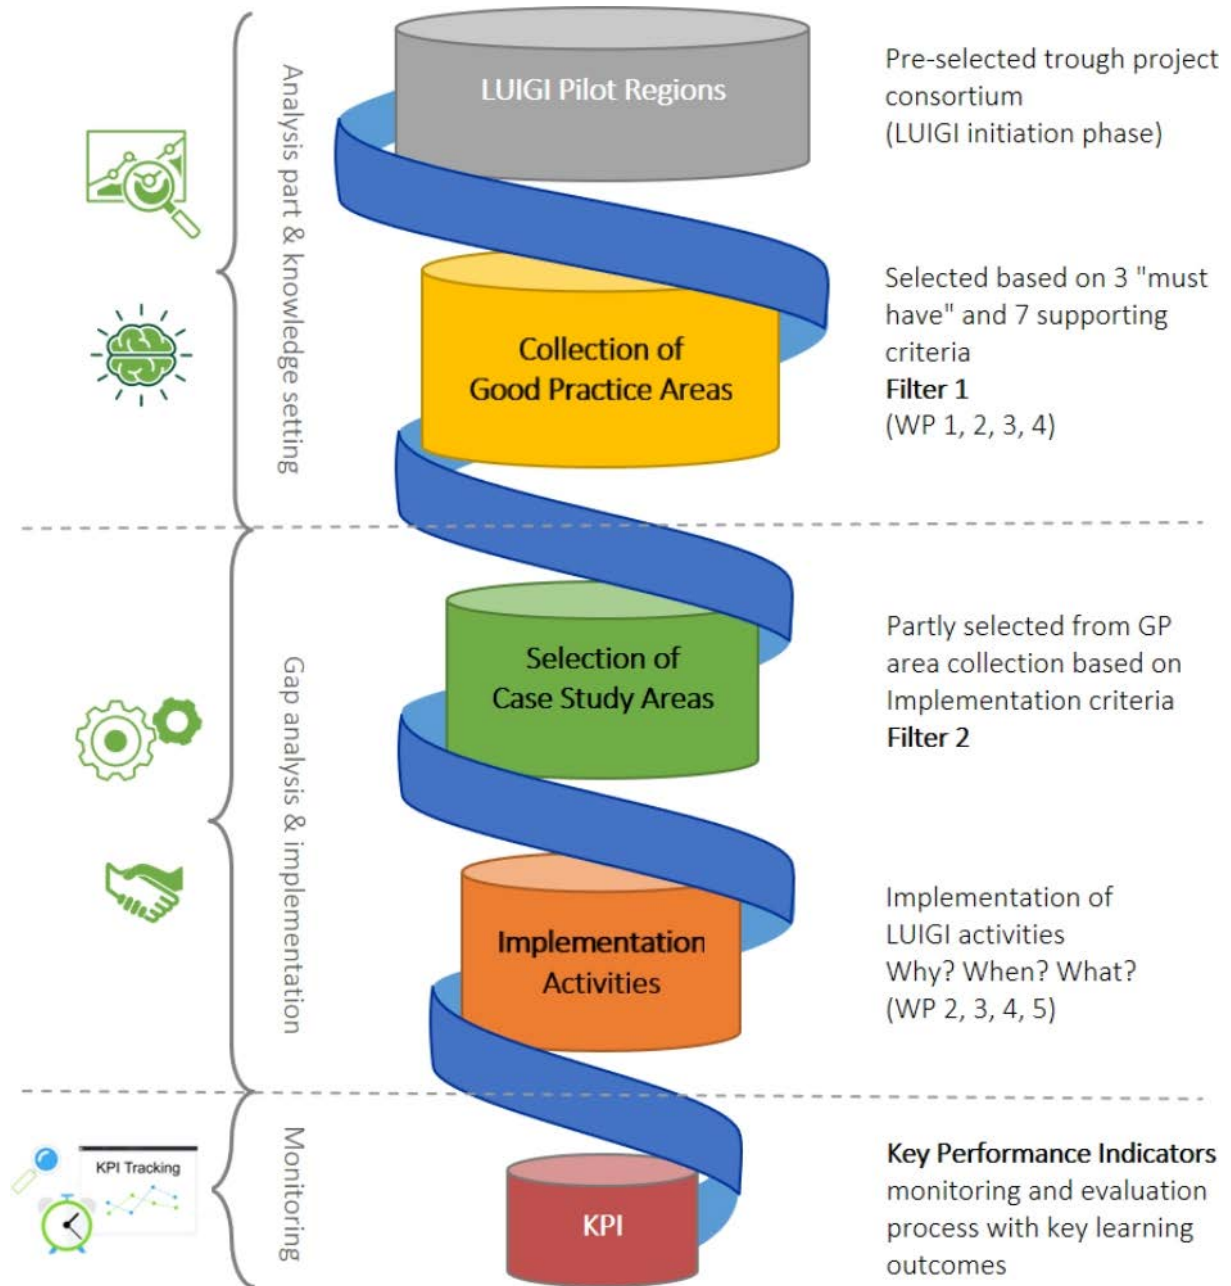 LUIGI Pilot Regions
Pre-selected trough project
consortium
(LUIGI initiation phase)
Analysis part & knowledge setting
Collection of
Good Practice Areas
Selected based on 3 "must
have" and 7 supporting
criteria
Filter 1
(WP 1, 2, 3, 4)
Gap analysis & implementation
Selection of
Case Study Areas
Partly selected from GP
area collection based on
Implementation criteria
Filter 2
Implementation
Activities
Implementation of
LUIGI activities
Why? When? What?
(WP 2, 3, 4, 5)
Monitoring
KPI Tracking
KPI
Key Performance Indicators
monitoring and evaluation
process with key learning
outcomes